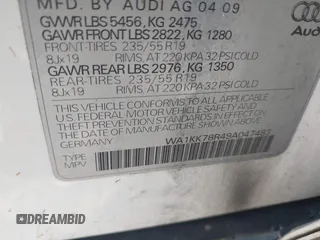 MFD. BY AUDI AG 04 09
GVWR LBS 5456, KG 2475
GAWR FRONT LBS 2822, KG 1280
FRONT-TIRES 235/55 R19
8Jx19 RIMS, AT 220 KPA 32 PSI COLD
GAWR REAR LBS 2976, KG 1350
REAR-TIRES 235/55 R19
8Jx19 RIMS, AT 220 KPA 32 PSI COLD
THIS VEHICLE CONFORMS TO ALL APPLICABLE
U.S. FEDERAL MOTOR VEHICLE SAFETY AND
THEFT PREVENTION STANDARDS IN EFFECT ON
THE DATE OF MANUFACTURE SHOWN ABOVE.
GERMANY WA1KK78R49A047485
TYPE:
MPV
Audi
DREAMBID